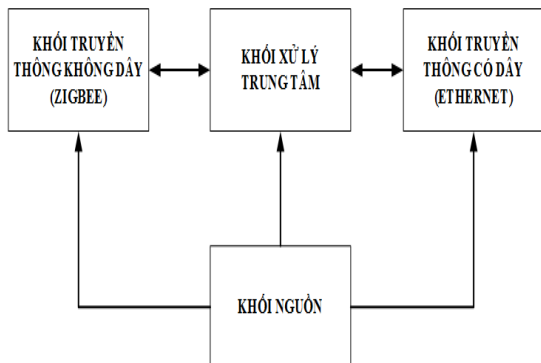 KHỐI TRUYỀN
THÔNG KHÔNG DÂY
(ZIGBEE)
KHỐI XỬ LÝ
TRUNG TÂM
KHỐI TRUYỀN
THÔNG CÓ DÂY
(ETHERNET)
KHỐI NGUỒN